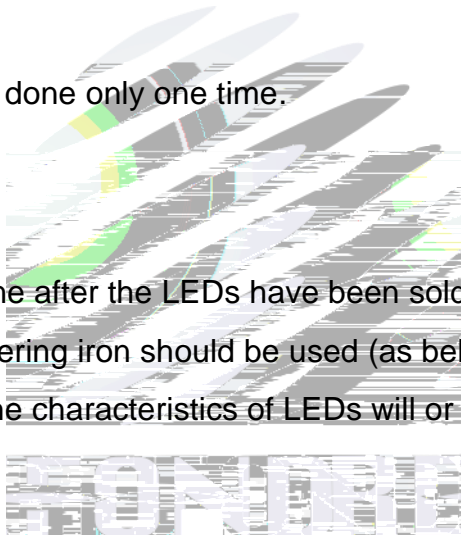 done only one time.
ne after the LEDs have been sold
ering iron should be used (as bel
ne characteristics of LEDs will or